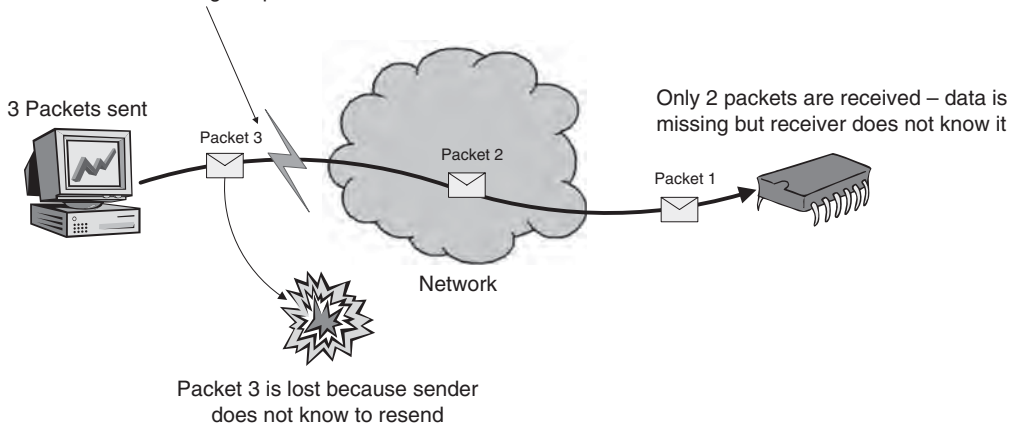 3 Packets sent
Packet 3
Packet 2
Packet 1
Only 2 packets are received – data is
missing but receiver does not know it
Network
Packet 3 is lost because sender
does not know to resend